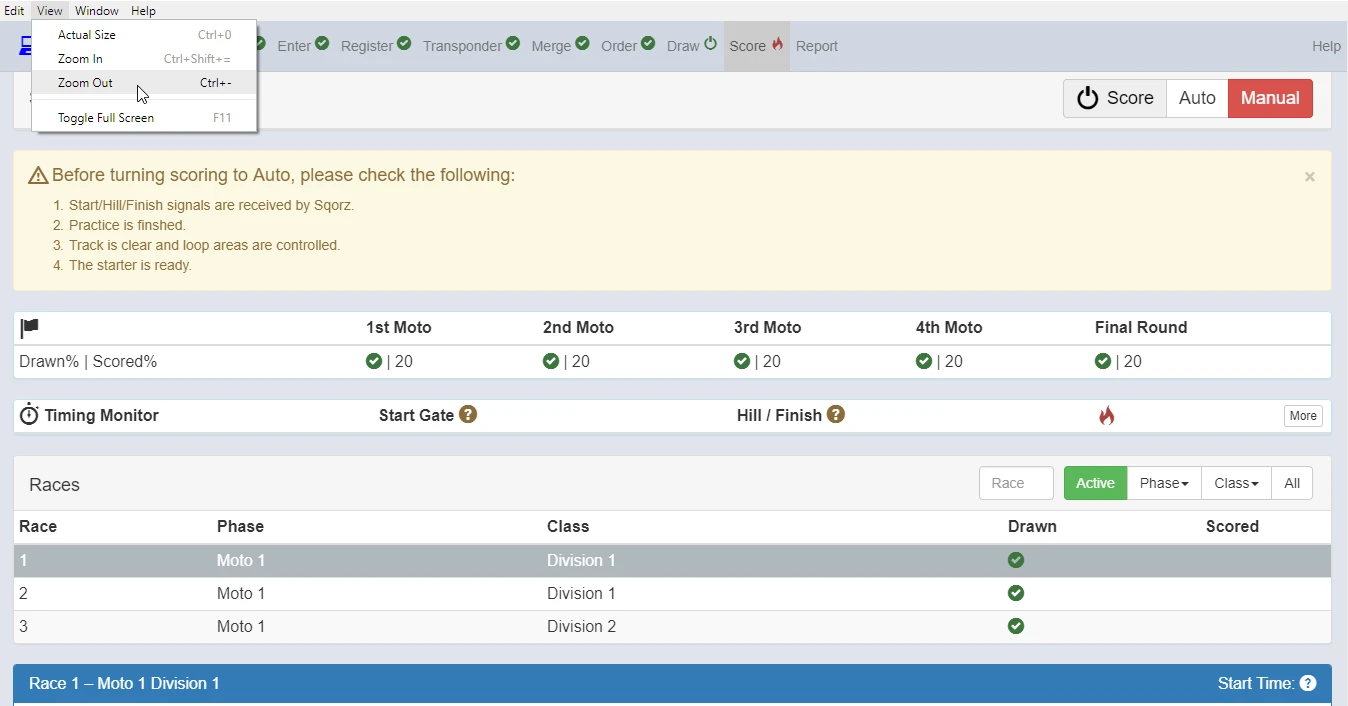 Edit View Window Help
Actual Size Ctrl+0
Zoom In Ctrl+Shift+=
Zoom Out Ctrl+-
Toggle Full Screen F11
Enter Register Transponder Merge Order Draw Score Report Help
Score Auto Manual
Before turning scoring to Auto, please check the following:
1. Start/Hill/Finish signals are received by Sqorz.
2. Practice is finshed.
3. Track is clear and loop areas are controlled.
4. The starter is ready.
×
1st Moto 2nd Moto 3rd Moto 4th Moto Final Round
Drawn% | Scored% | 20 | 20 | 20 | 20 | 20
Timing Monitor Start Gate ? Hill / Finish ? More
Races Race Active Phase Class All
Race Phase Class Drawn Scored
1 Moto 1 Division 1
2 Moto 1 Division 1
3 Moto 1 Division 2
Race 1 – Moto 1 Division 1 Start Time: ?